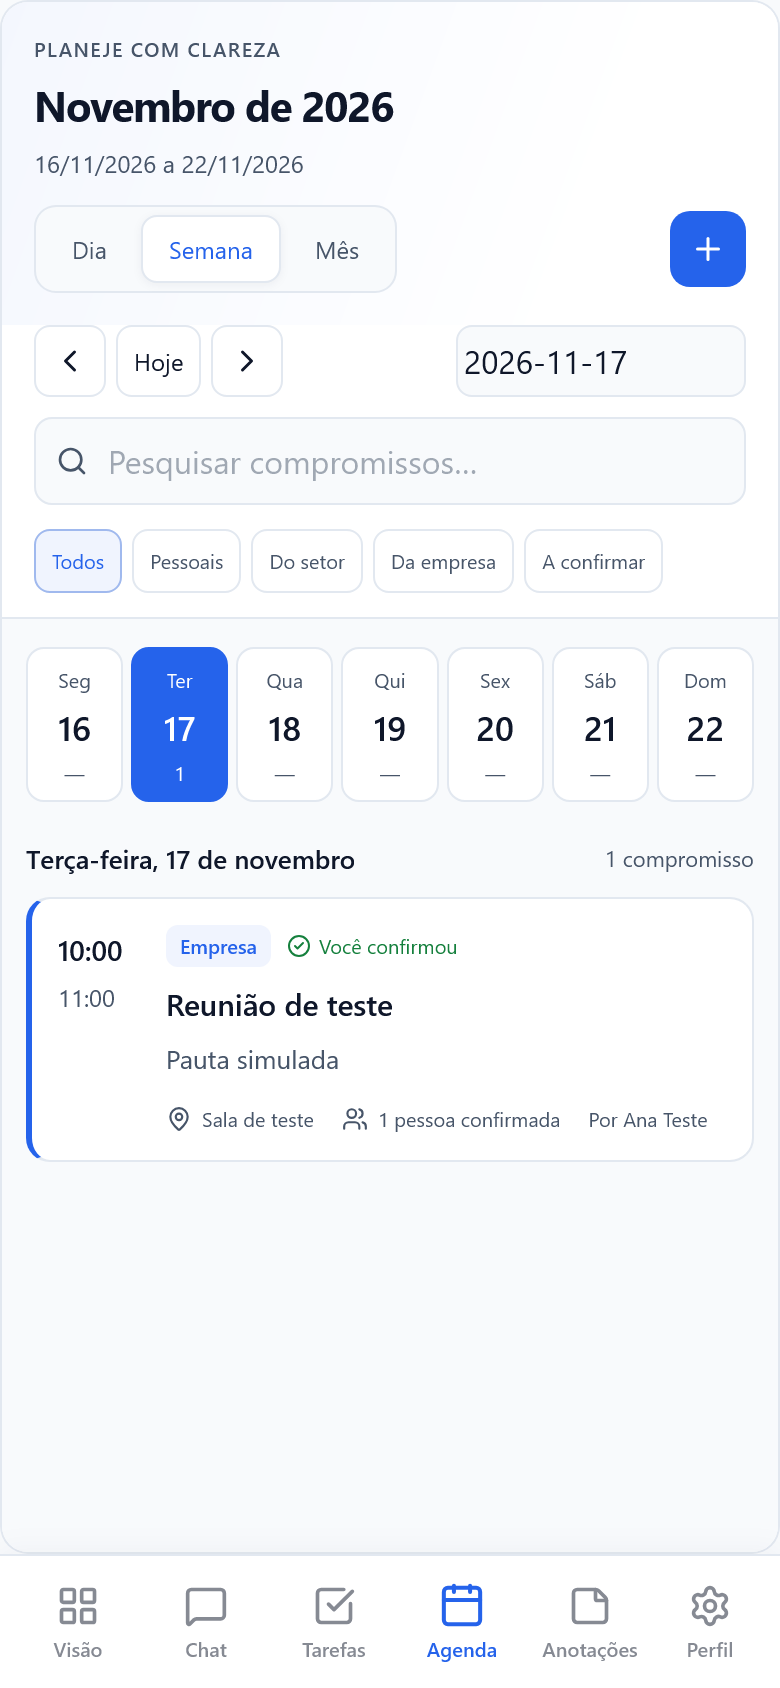 PLANEJE COM CLAREZA
Novembro de 2026
16/11/2026 a 22/11/2026
Dia Semana Mês
Hoje 2026-11-17
Pesquisar compromissos...
Todos Pessoais Do setor Da empresa A confirmar
Seg Ter Qua Qui Sex Sáb Dom
16 17 18 19 20 21 22
— 1 — — — — —
Terça-feira, 17 de novembro 1 compromisso
10:00 Empresa Você confirmou
11:00 Reunião de teste
Pauta simulada
Sala de teste 1 pessoa confirmada Por Ana Teste
Visão Chat Tarefas Agenda Anotações Perfil